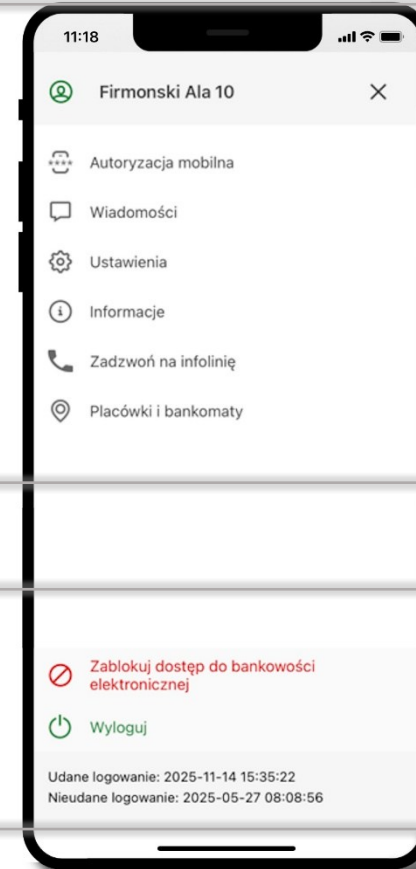 11:18
Firmonski Ala 10
Autoryzacja mobilna
Wiadomości
Ustawienia
Informacje
Zadzwoń na infolinię
Placówki i bankomaty
Zablokuj dostęp do bankowości
elektronicznej
Wyloguj
Udane logowanie: 2025-11-14 15:35:22
Nieudane logowanie: 2025-05-27 08:08:56